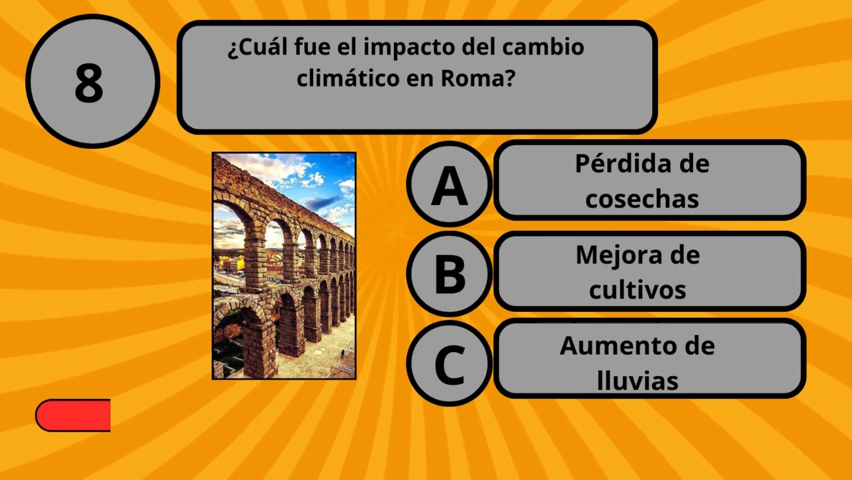 8
¿Cuál fue el impacto del cambio
climático en Roma?
A
Pérdida de
cosechas
B
Mejora de
cultivos
C
Aumento de
lluvias